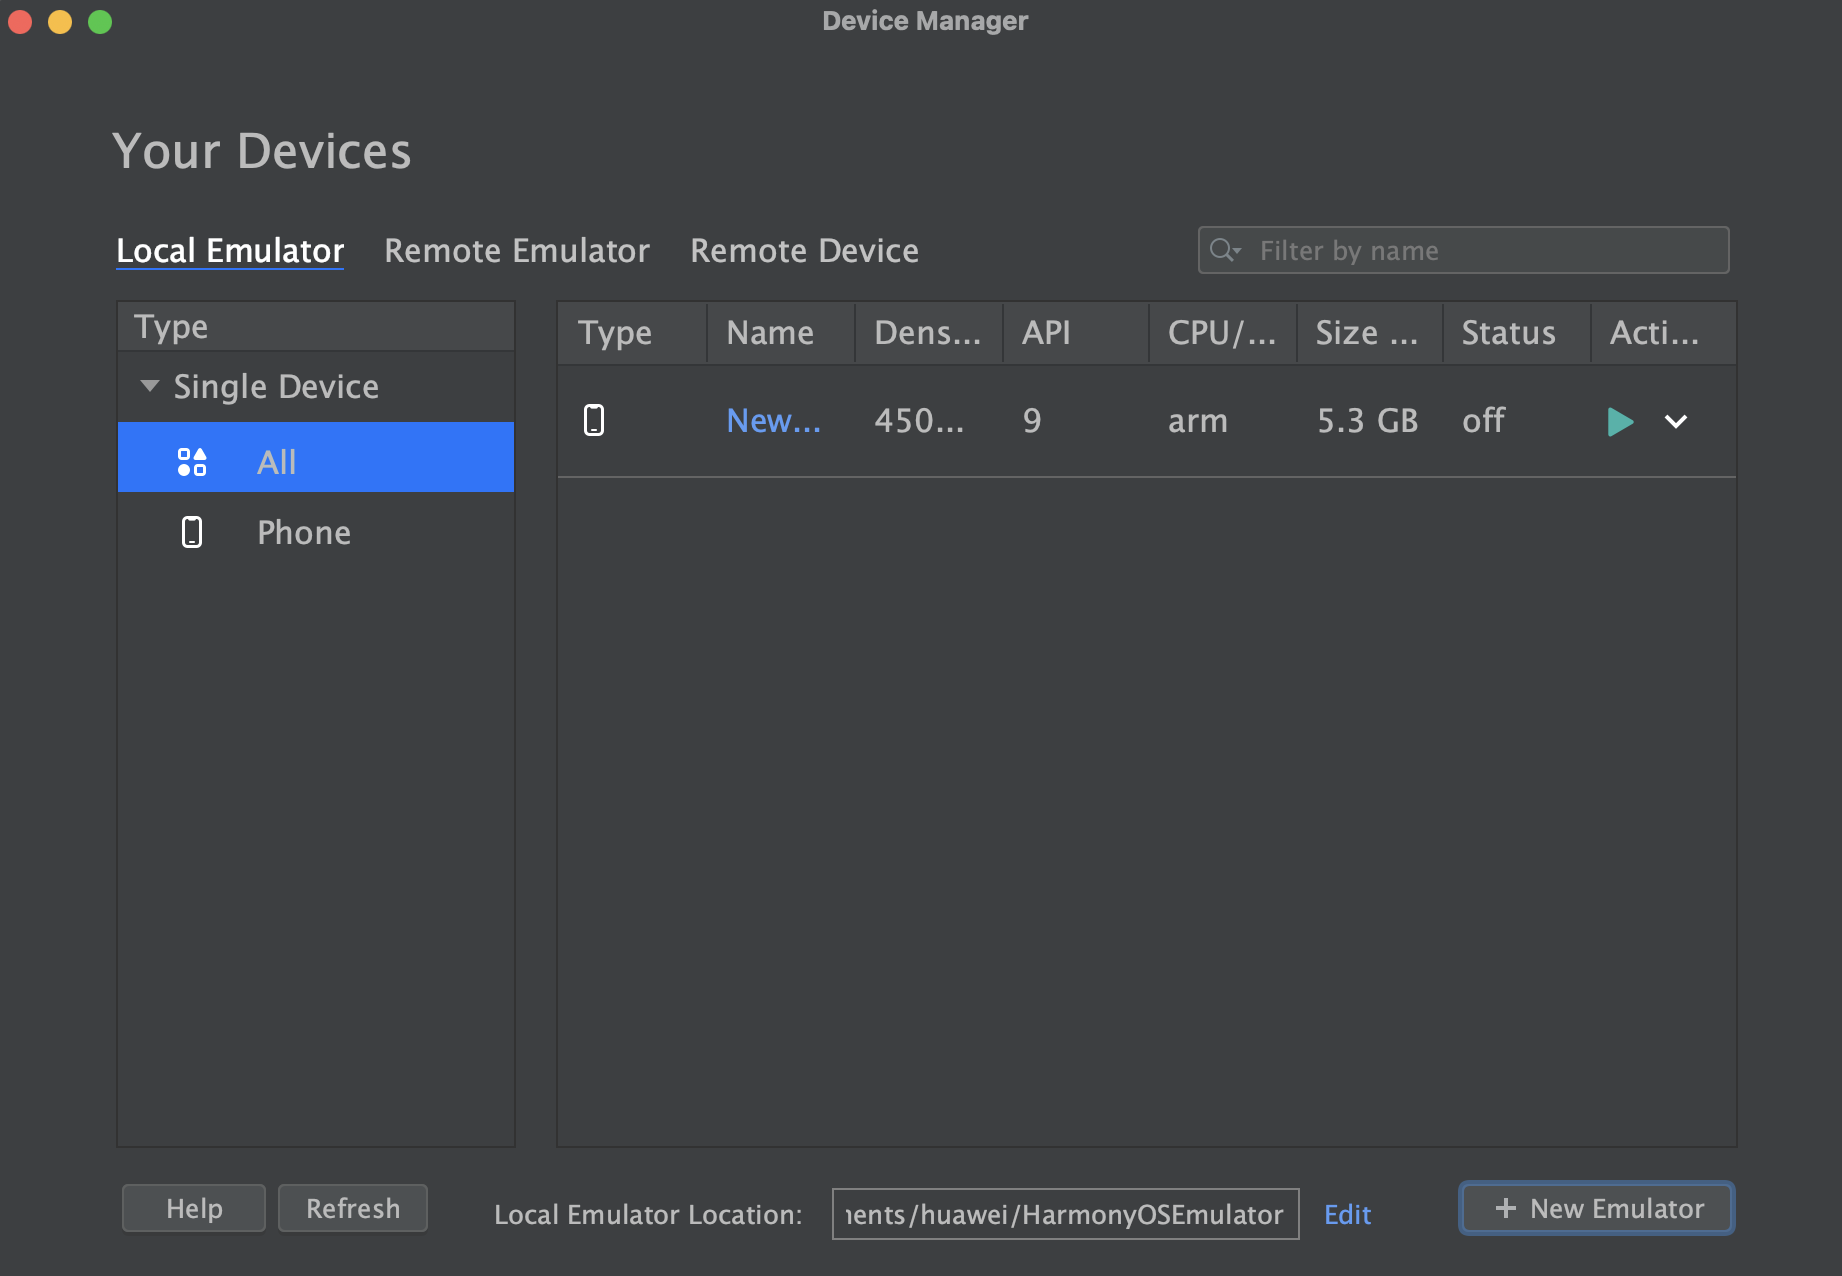 Device Manager
Your Devices
Local Emulator Remote Emulator Remote Device Filter by name
Type
Single Device
All
Phone
Type Name Dens... API CPU/... Size ... Status Acti...
New... 450... 9 arm 5.3 GB off
Help Refresh Local Emulator Location: nents/huawei/HarmonyOSEmulator Edit + New Emulator